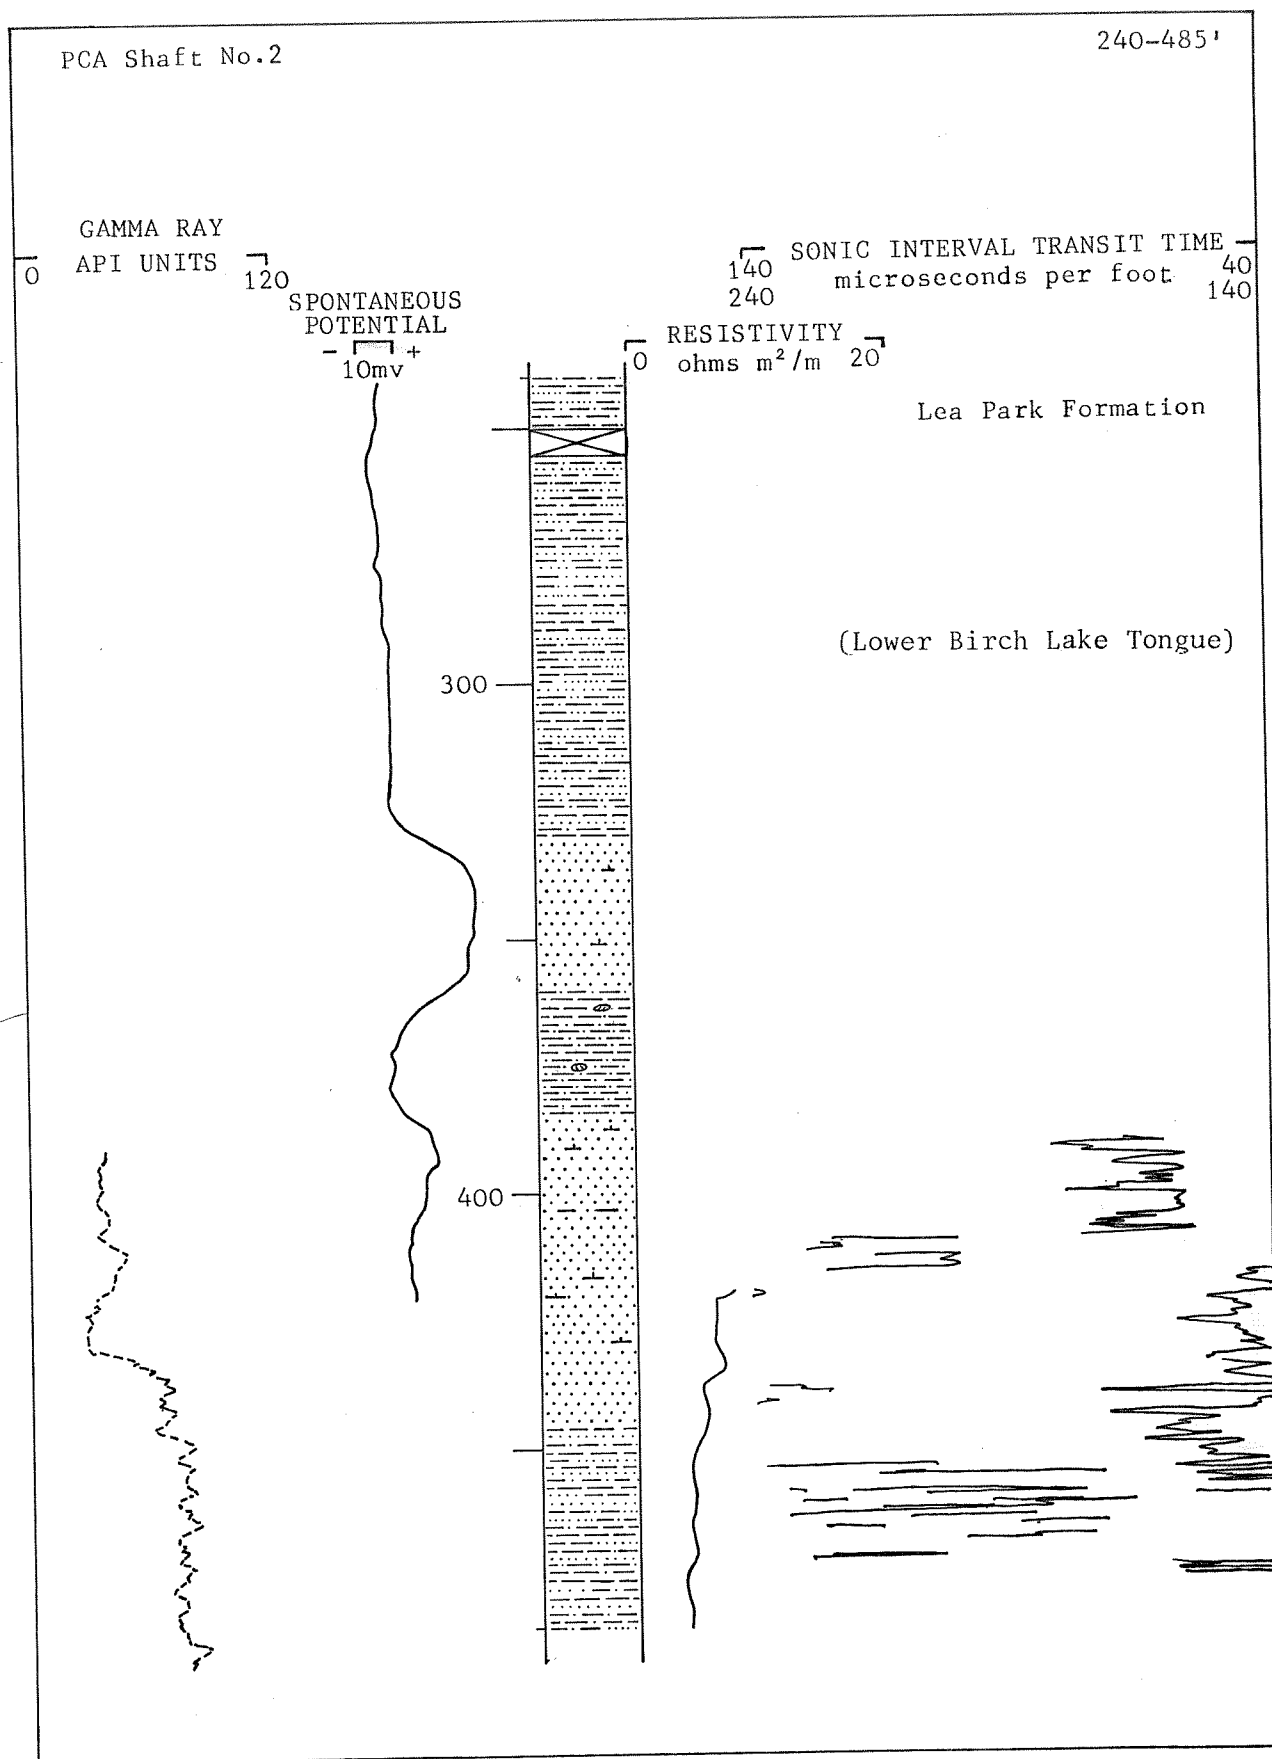 PCA Shaft No.2
240-485'
GAMMA RAY
API UNITS
0
120
SPONTANEOUS
POTENTIAL
- +
10mv
SONIC INTERVAL TRANSIT TIME
microseconds per foot
140
40
240
140
RESISTIVITY
ohms m²/m
0
20
Lea Park Formation
(Lower Birch Lake Tongue)
300
400